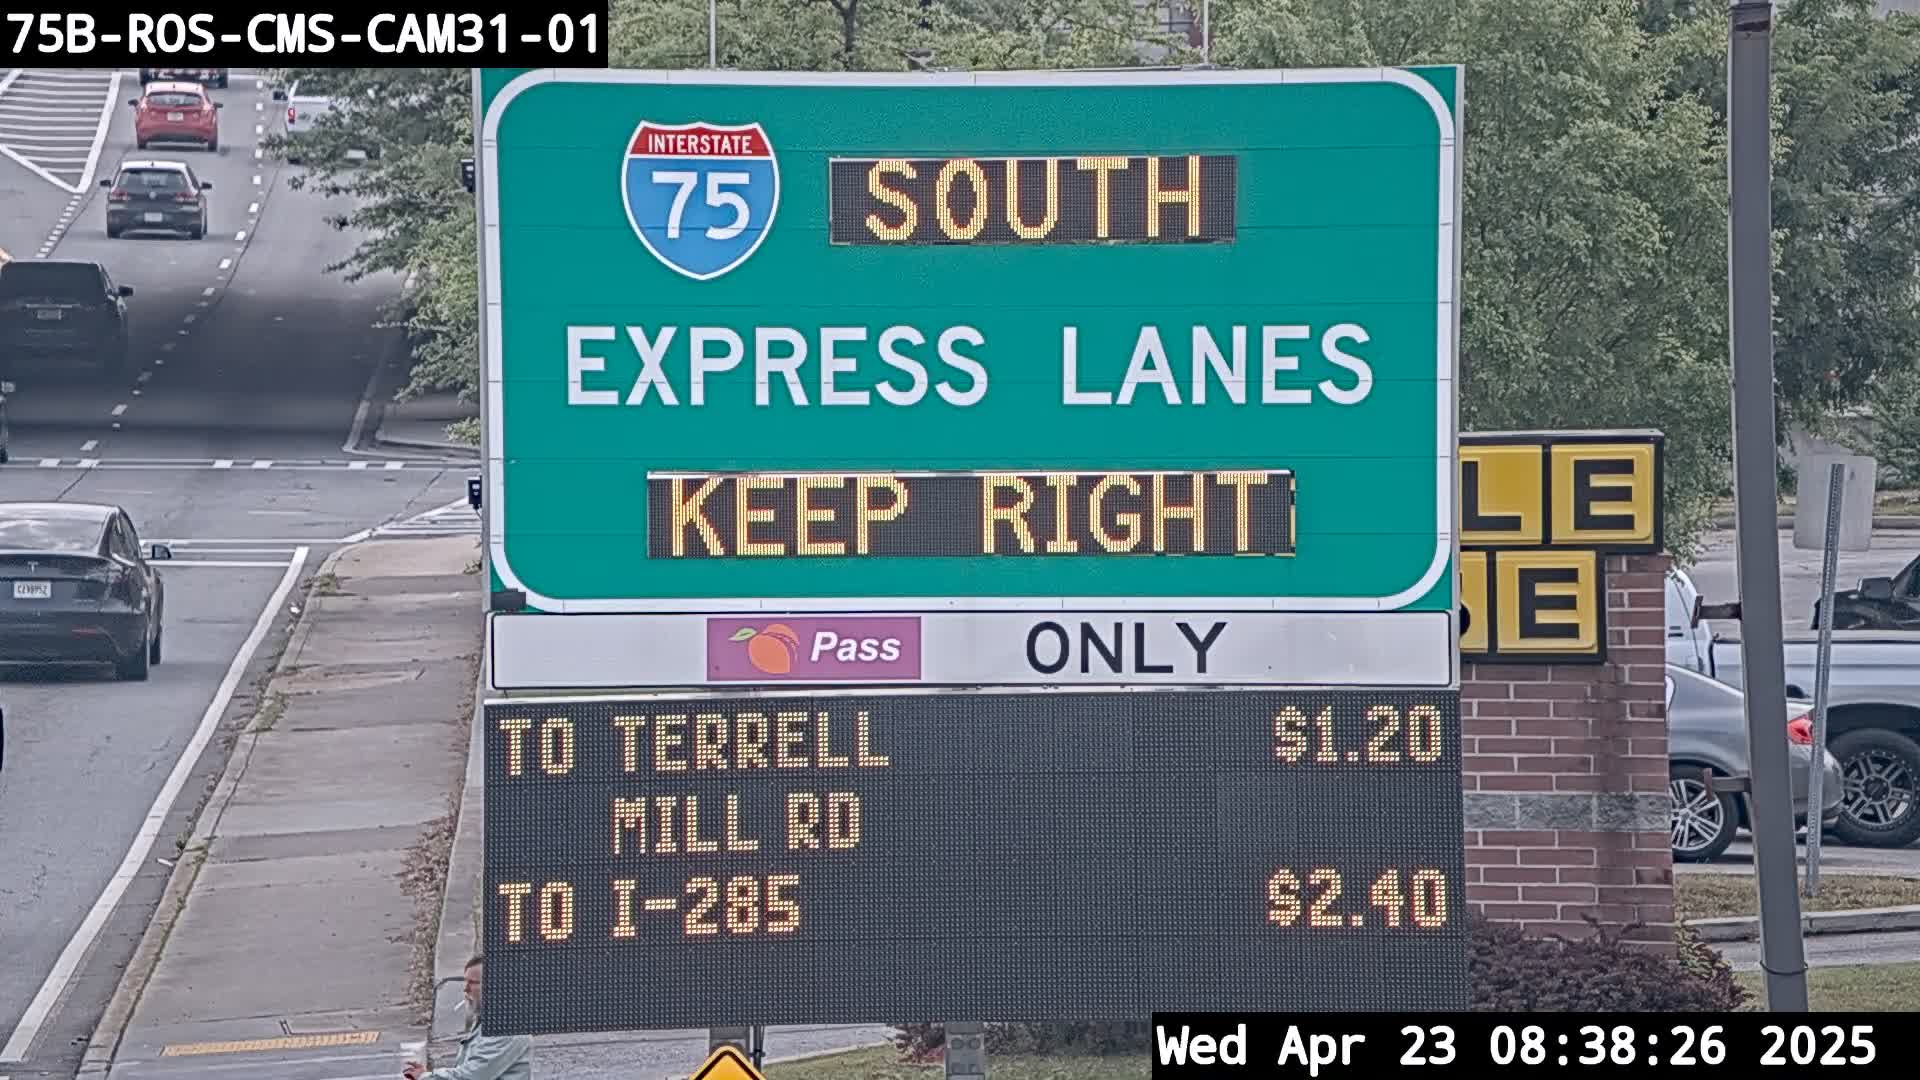 75B-ROS-CMS-CAM31-01
INTERSTATE
75
SOUTH
EXPRESS LANES
KEEP RIGHT
Pass ONLY
TO TERRELL $1.20
MILL RD
TO I-285 $2.40
LE
E
Wed Apr 23 08:38:26 2025